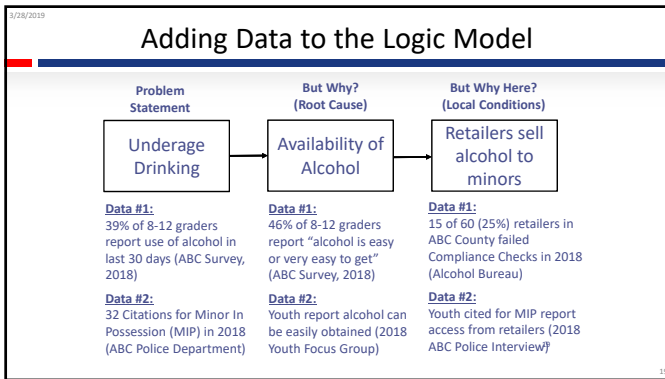 3/28/2019
Adding Data to the Logic Model
Problem
Statement
Underage
Drinking
Data #1:
39% of 8-12 graders
report use of alcohol in
last 30 days (ABC Survey,
2018)
Data #2:
32 Citations for Minor In
Possession (MIP) in 2018
(ABC Police Department)
But Why?
(Root Cause)
Availability of
Alcohol
Data #1:
46% of 8-12 graders
report “alcohol is easy
or very easy to get”
(ABC Survey, 2018)
Data #2:
Youth report alcohol can
be easily obtained (2018
Youth Focus Group)
But Why Here?
(Local Conditions)
Retailers sell
alcohol to
minors
Data #1:
15 of 60 (25%) retailers in
ABC County failed
Compliance Checks in 2018
(Alcohol Bureau)
Data #2:
Youth cited for MIP report
access from retailers (2018
ABC Police Interview)